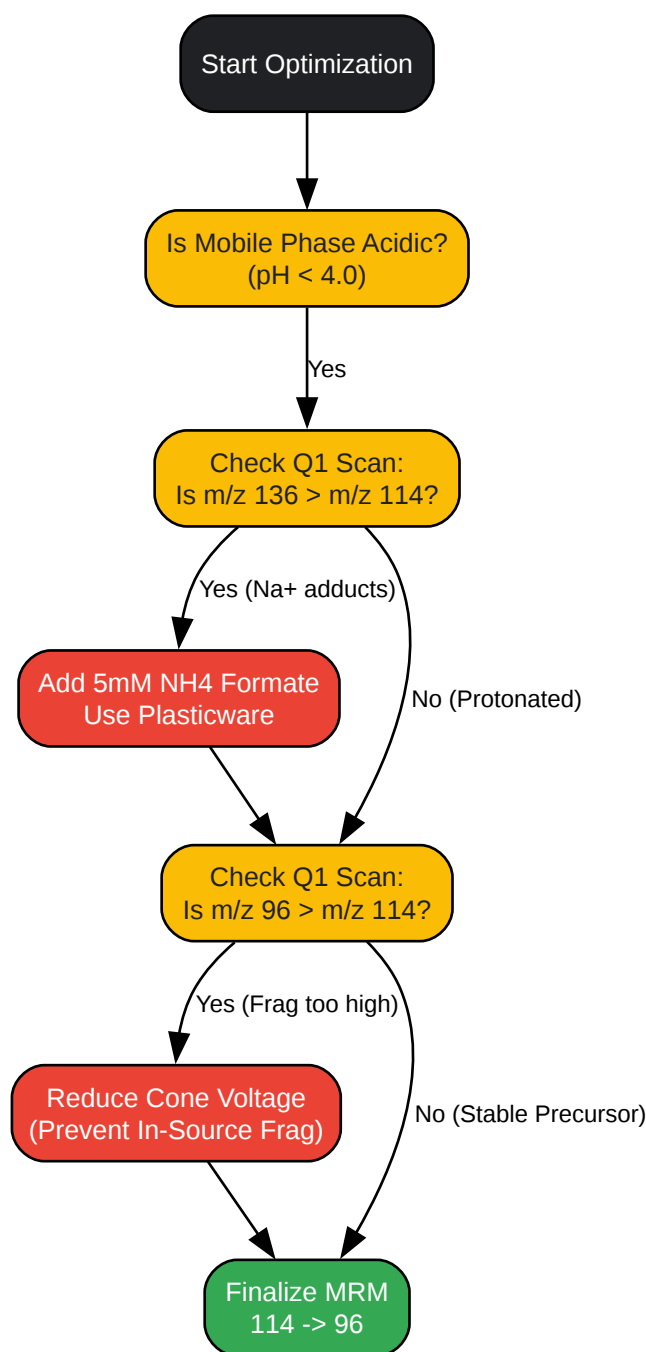 Start Optimization
Is Mobile Phase Acidic?
(pH < 4.0)
Yes
Check Q1 Scan:
Is m/z 136 > m/z 114?
Yes (Na+ adducts)
Add 5mM NH4 Formate
Use Plasticware
No (Protonated)
Check Q1 Scan:
Is m/z 96 > m/z 114?
Yes (Frag too high)
Reduce Cone Voltage
(Prevent In-Source Frag)
No (Stable Precursor)
Finalize MRM
114 -> 96